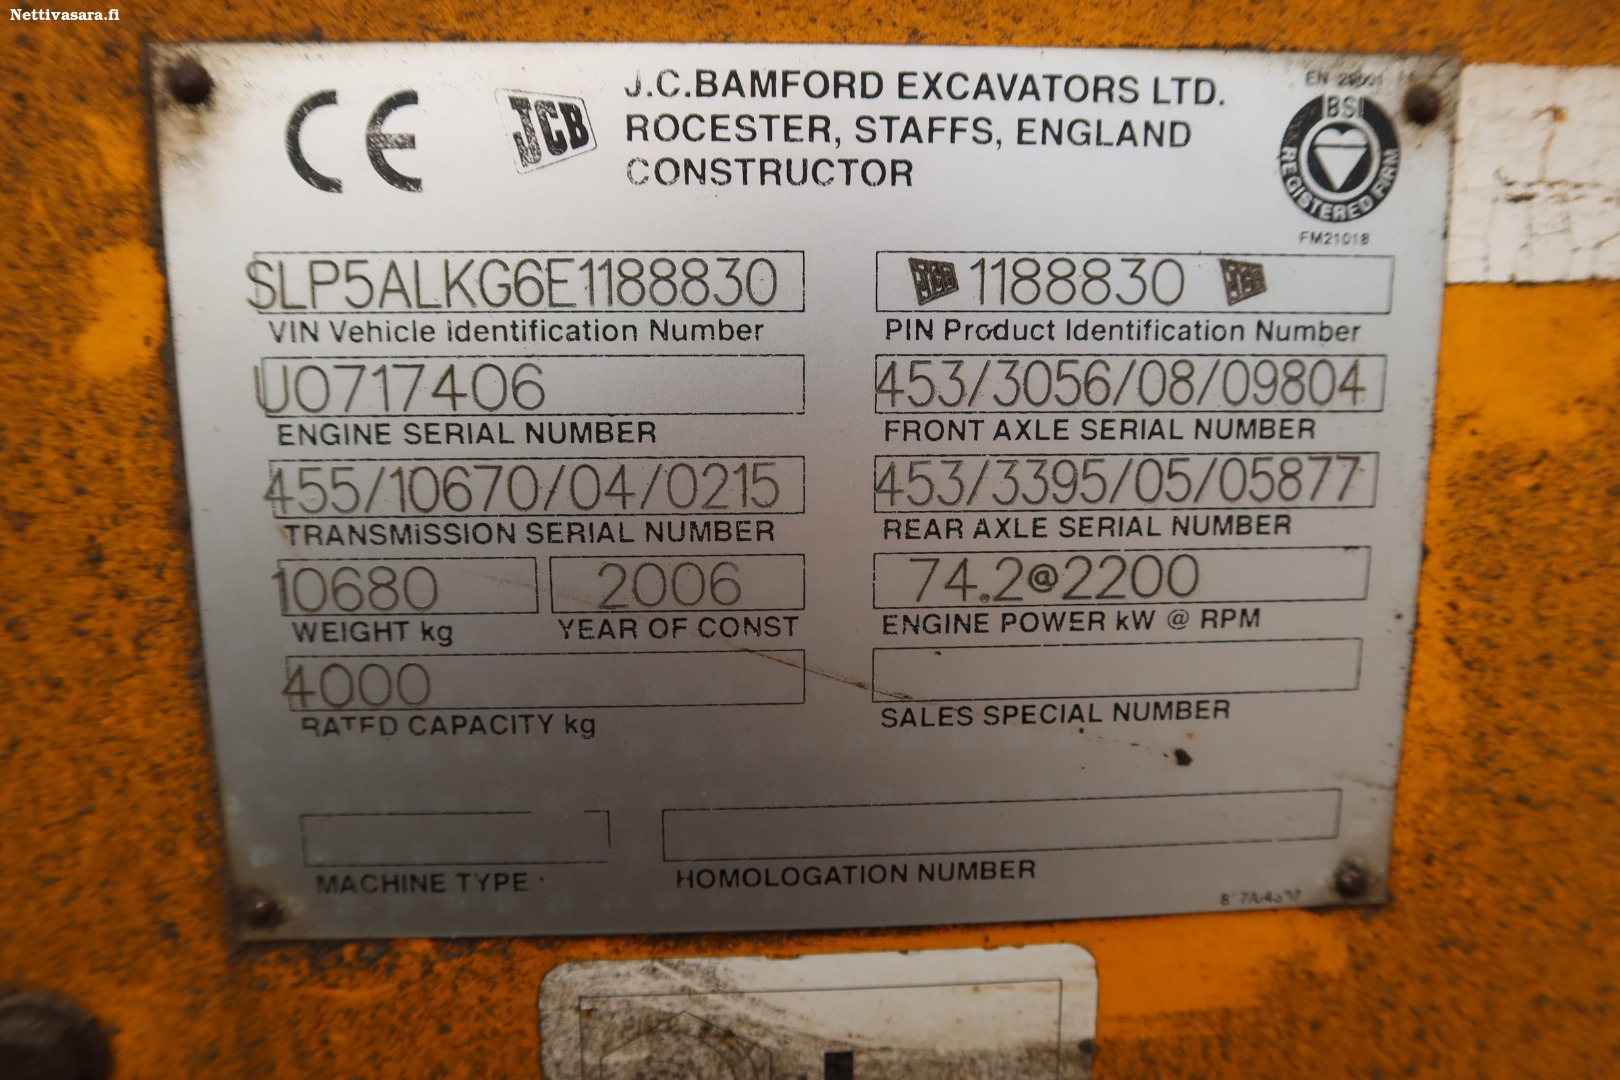 Nettivasara.fi
CE
JCB
J.C.BAMFORD EXCAVATORS LTD.
ROCESTER, STAFFS, ENGLAND
CONSTRUCTOR
BSI
REGISTERED FIRM
FM21018
SLP5ALKG6E1188830
VIN Vehicle Identification Number
JCB 1188830 JCB
PIN Product Identification Number
U0717406
ENGINE SERIAL NUMBER
453/3056/08/09804
FRONT AXLE SERIAL NUMBER
455/10670/04/0215
TRANSMiSSION SERIAL NUMBER
453/3395/05/05877
REAR AXLE SERIAL NUMBER
10680
WEIGHT kg
2006
YEAR OF CONST
74.2@2200
ENGINE POWER kW @ RPM
4000
RATED CAPACITY kg
SALES SPECIAL NUMBER
MACHINE TYPE
HOMOLOGATION NUMBER